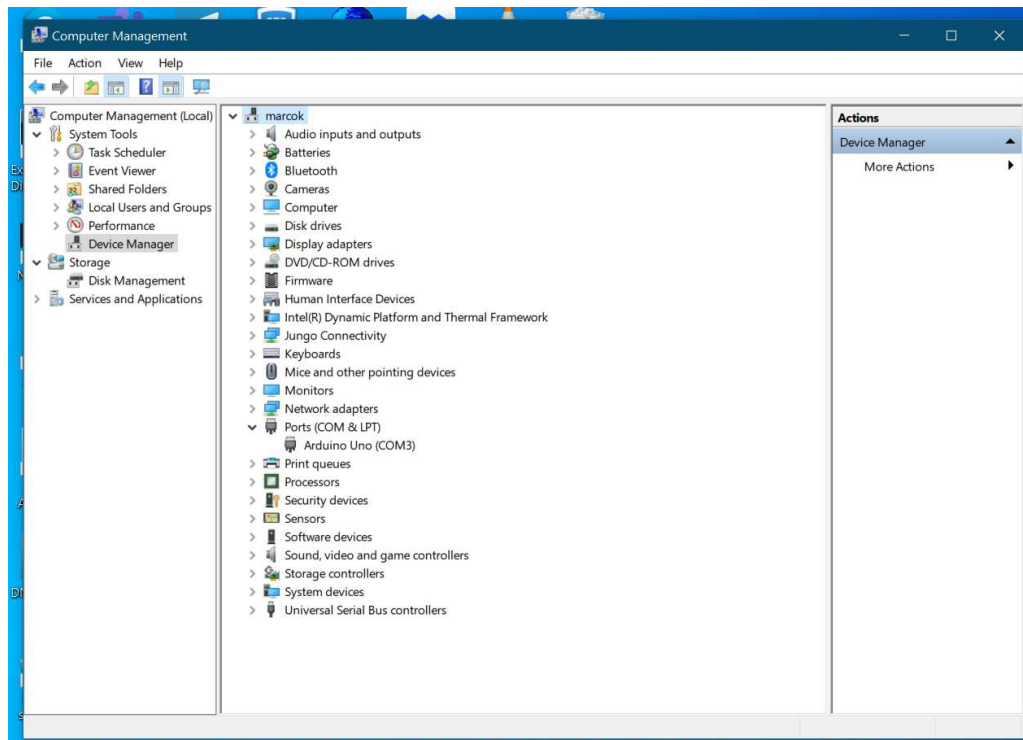 Computer Management
File Action View Help
Computer Management (Local)
System Tools
Task Scheduler
Event Viewer
Shared Folders
Local Users and Groups
Performance
Device Manager
Storage
Disk Management
Services and Applications
marcok
Audio inputs and outputs
Batteries
Bluetooth
Cameras
Computer
Disk drives
Display adapters
DVD/CD-ROM drives
Firmware
Human Interface Devices
Intel(R) Dynamic Platform and Thermal Framework
Jungo Connectivity
Keyboards
Mice and other pointing devices
Monitors
Network adapters
Ports (COM & LPT)
Arduino Uno (COM3)
Print queues
Processors
Security devices
Sensors
Software devices
Sound, video and game controllers
Storage controllers
System devices
Universal Serial Bus controllers
Actions
Device Manager
More Actions